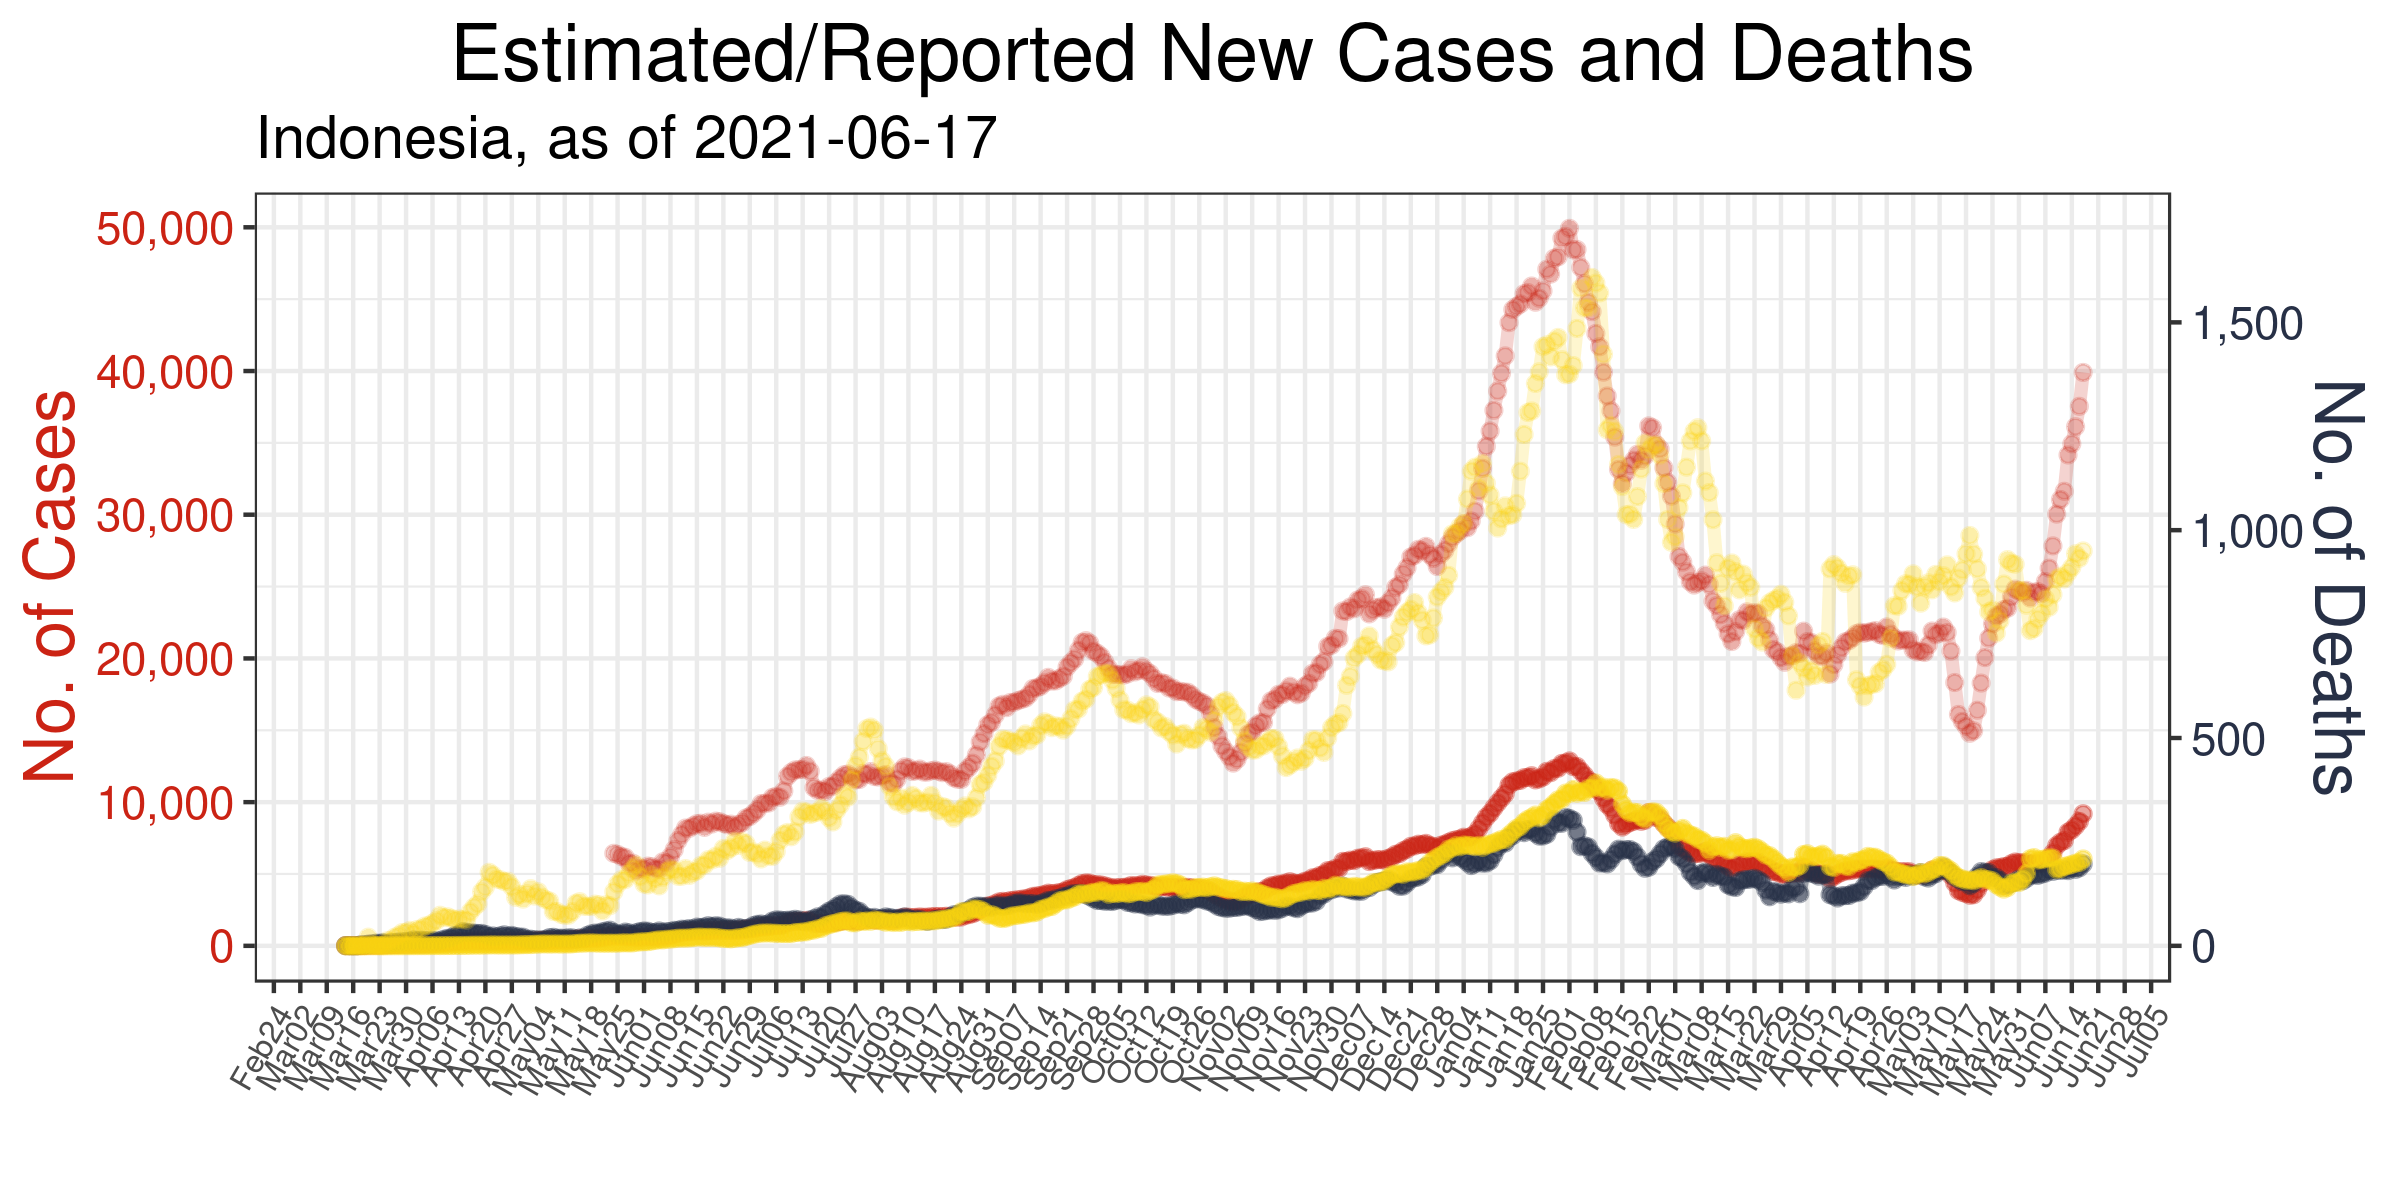 Estimated/Reported New Cases and Deaths
Indonesia, as of 2021-06-17
No. of Cases
50,000
40,000
30,000
20,000
10,000
0
1,500
1,000
500
0
No. of Deaths
Feb24
Mar02
Mar09
Mar16
Mar23
Mar30
Apr06
Apr13
Apr20
Apr27
May04
May11
May18
May25
Jun01
Jun08
Jun15
Jun22
Jun29
Jul06
Jul13
Jul20
Jul27
Aug03
Aug10
Aug17
Aug24
Aug31
Sep07
Sep14
Sep21
Sep28
Oct05
Oct12
Oct19
Oct26
Nov02
Nov09
Nov16
Nov23
Nov30
Dec07
Dec14
Dec21
Dec28
Jan04
Jan11
Jan18
Jan25
Feb01
Feb08
Feb15
Feb22
Mar01
Mar08
Mar15
Mar22
Mar29
Apr05
Apr12
Apr19
Apr26
May03
May10
May17
May24
May31
Jun07
Jun14
Jun21
Jun28
Jul05